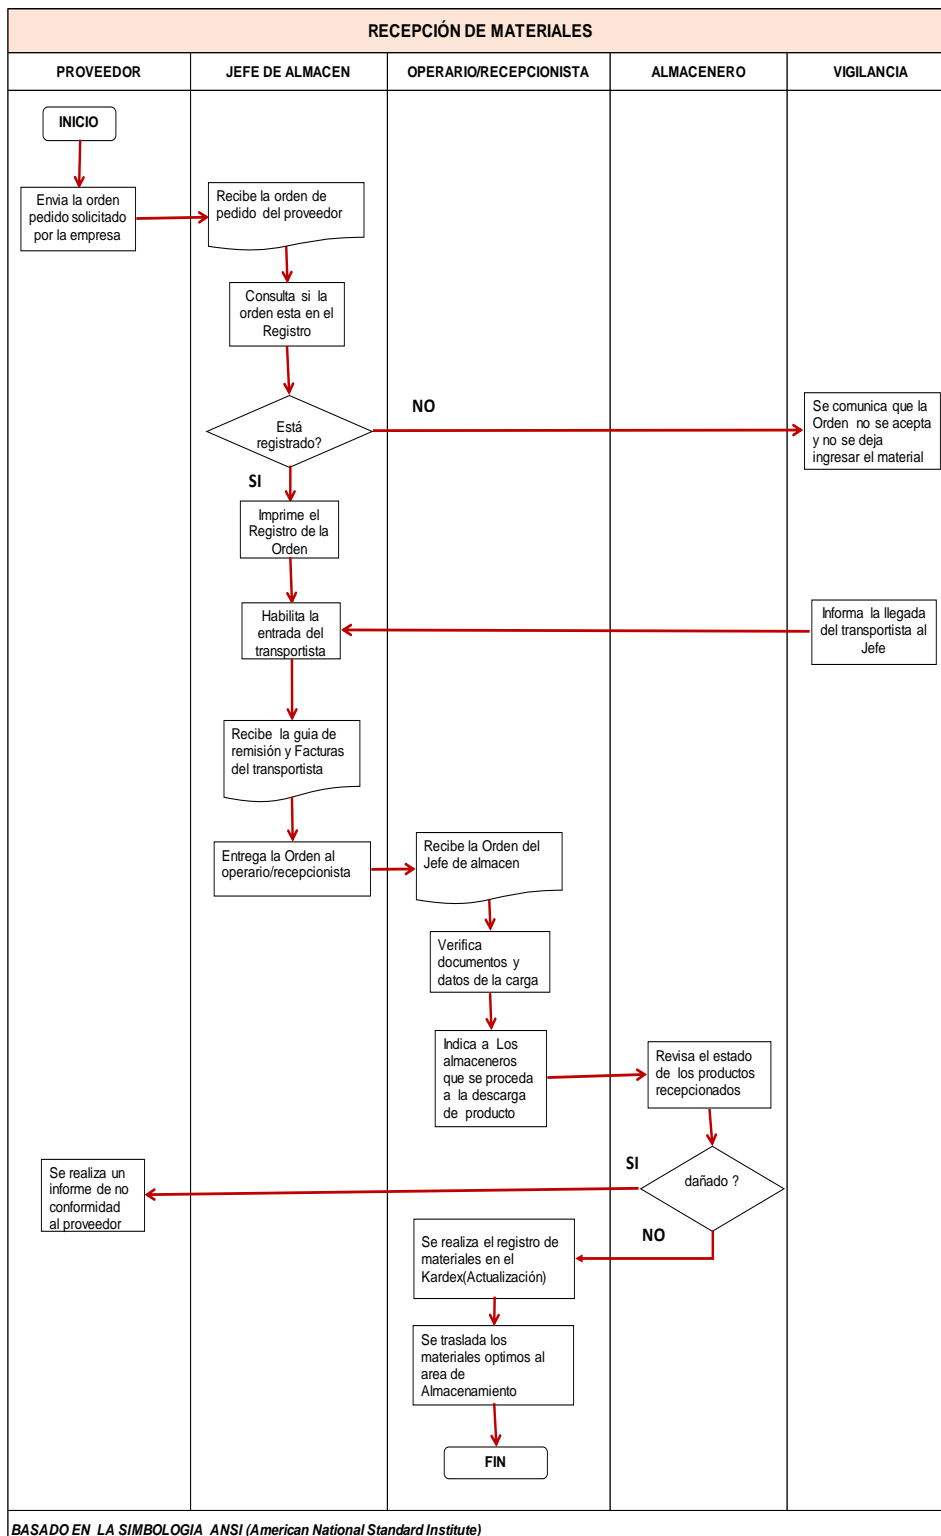 RECEPCIÓN DE MATERIALES
PROVEEDOR
JEFE DE ALMACEN
OPERARIO/RECEPCIONISTA
ALMACENERO
VIGILANCIA
INICIO
Envia la orden
pedido solicitado
por la empresa
Recibe la orden de
pedido del proveedor
Consulta si la
orden esta en el
Registro
Está
registrado?
NO
Se comunica que la
Orden no se acepta
y no se deja
ingresar el material
SI
Imprime el
Registro de la
Orden
Habilita la
entrada del
transportista
Informa la llegada
del transportista al
Jefe
Recibe la guia de
remisión y Facturas
del transportista
Entrega la Orden al
operario/recepcionista
Recibe la Orden del
Jefe de almacen
Verifica
documentos y
datos de la carga
Indica a Los
almaceneros
que se proceda
a la descarga
de producto
Revisa el estado
de los productos
recepcionados
dañado ?
SI
Se realiza un
informe de no
conformidad
al proveedor
NO
Se realiza el registro de
materiales en el
Kardex(Actualización)
Se traslada los
materiales optimos al
area de
Almacenamiento
FIN
BASADO EN LA SIMBOLOGIA ANSI (American National Standard Institute)